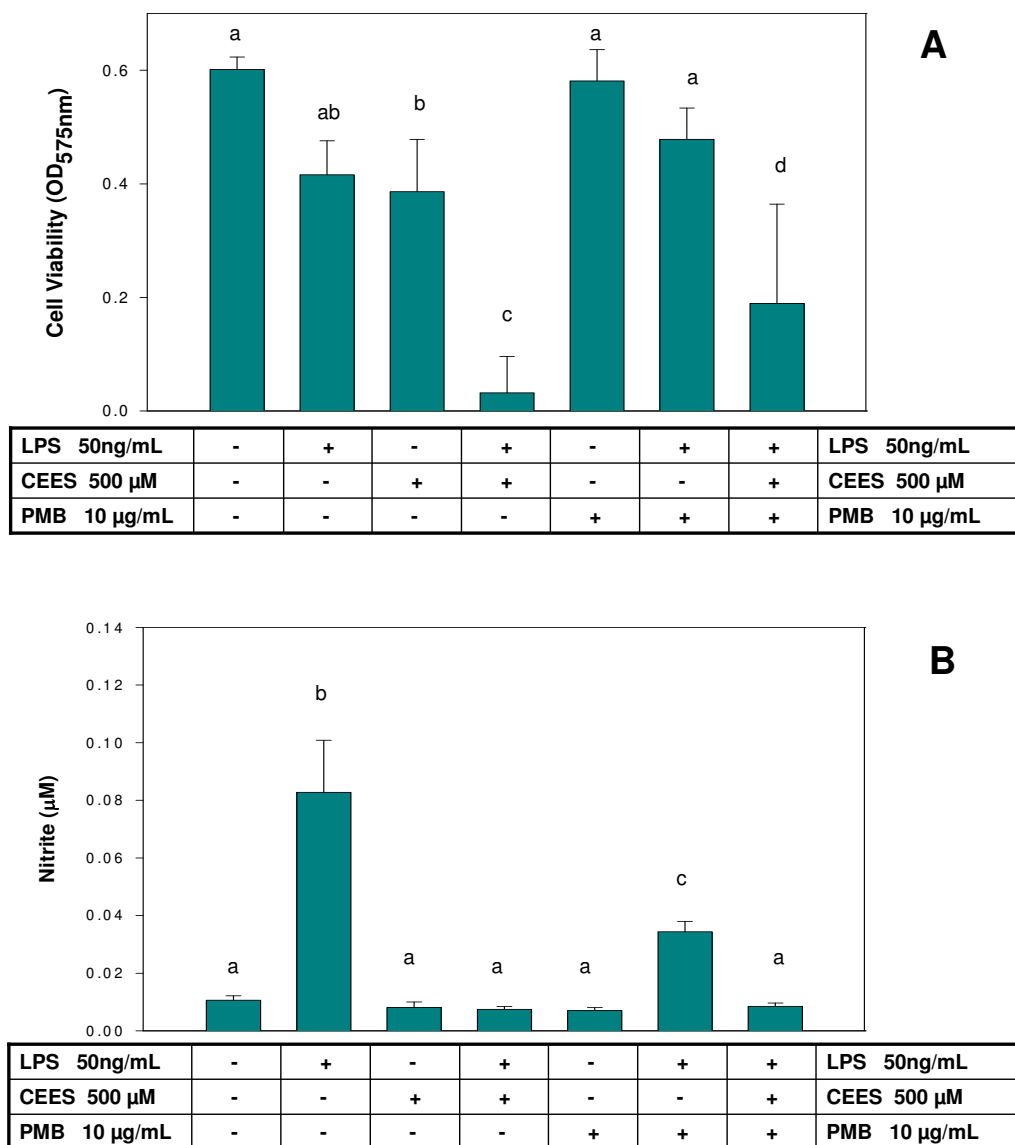 A
Cell Viability (OD575nm)
0.6
0.4
0.2
0.0
a
ab
b
c
a
a
d
LPS 50ng/mL - + - + - + + LPS 50ng/mL
CEES 500 µM - - + + - - + CEES 500 µM
PMB 10 µg/mL - - - - + + + PMB 10 µg/mL
B
Nitrite (µM)
0.14
0.12
0.10
0.08
0.06
0.04
0.02
0.00
a
b
a
a
a
c
a
LPS 50ng/mL - + - + - + + LPS 50ng/mL
CEES 500 µM - - + + - - + CEES 500 µM
PMB 10 µg/mL - - - - + + + PMB 10 µg/mL